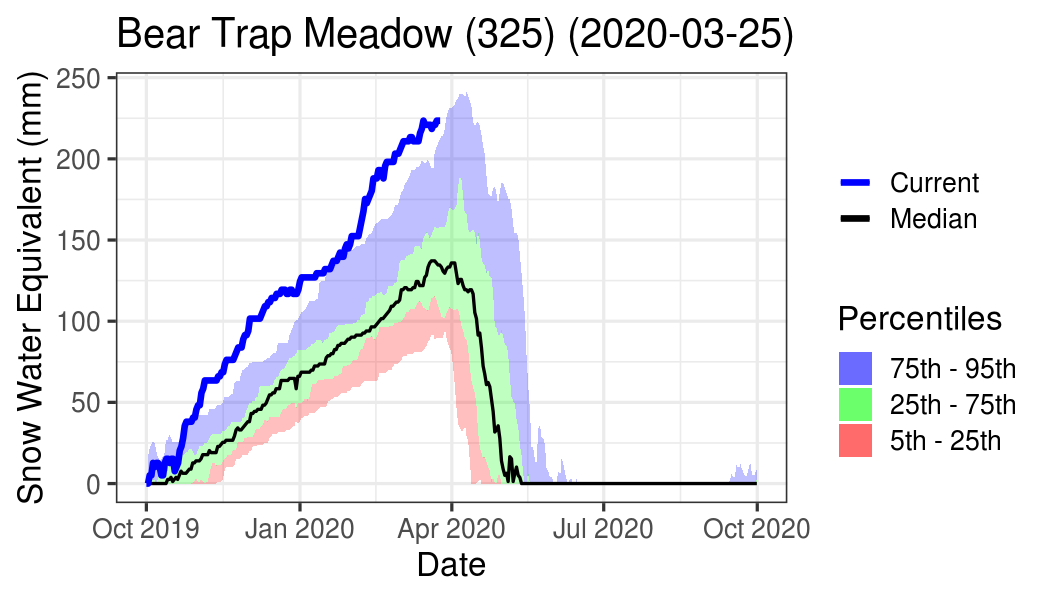 Bear Trap Meadow (325) (2020-03-25)
Snow Water Equivalent (mm)
250
200
150
100
50
0
Oct 2019
Jan 2020
Apr 2020
Jul 2020
Oct 2020
Date
Current
Median
Percentiles
75th - 95th
25th - 75th
5th - 25th